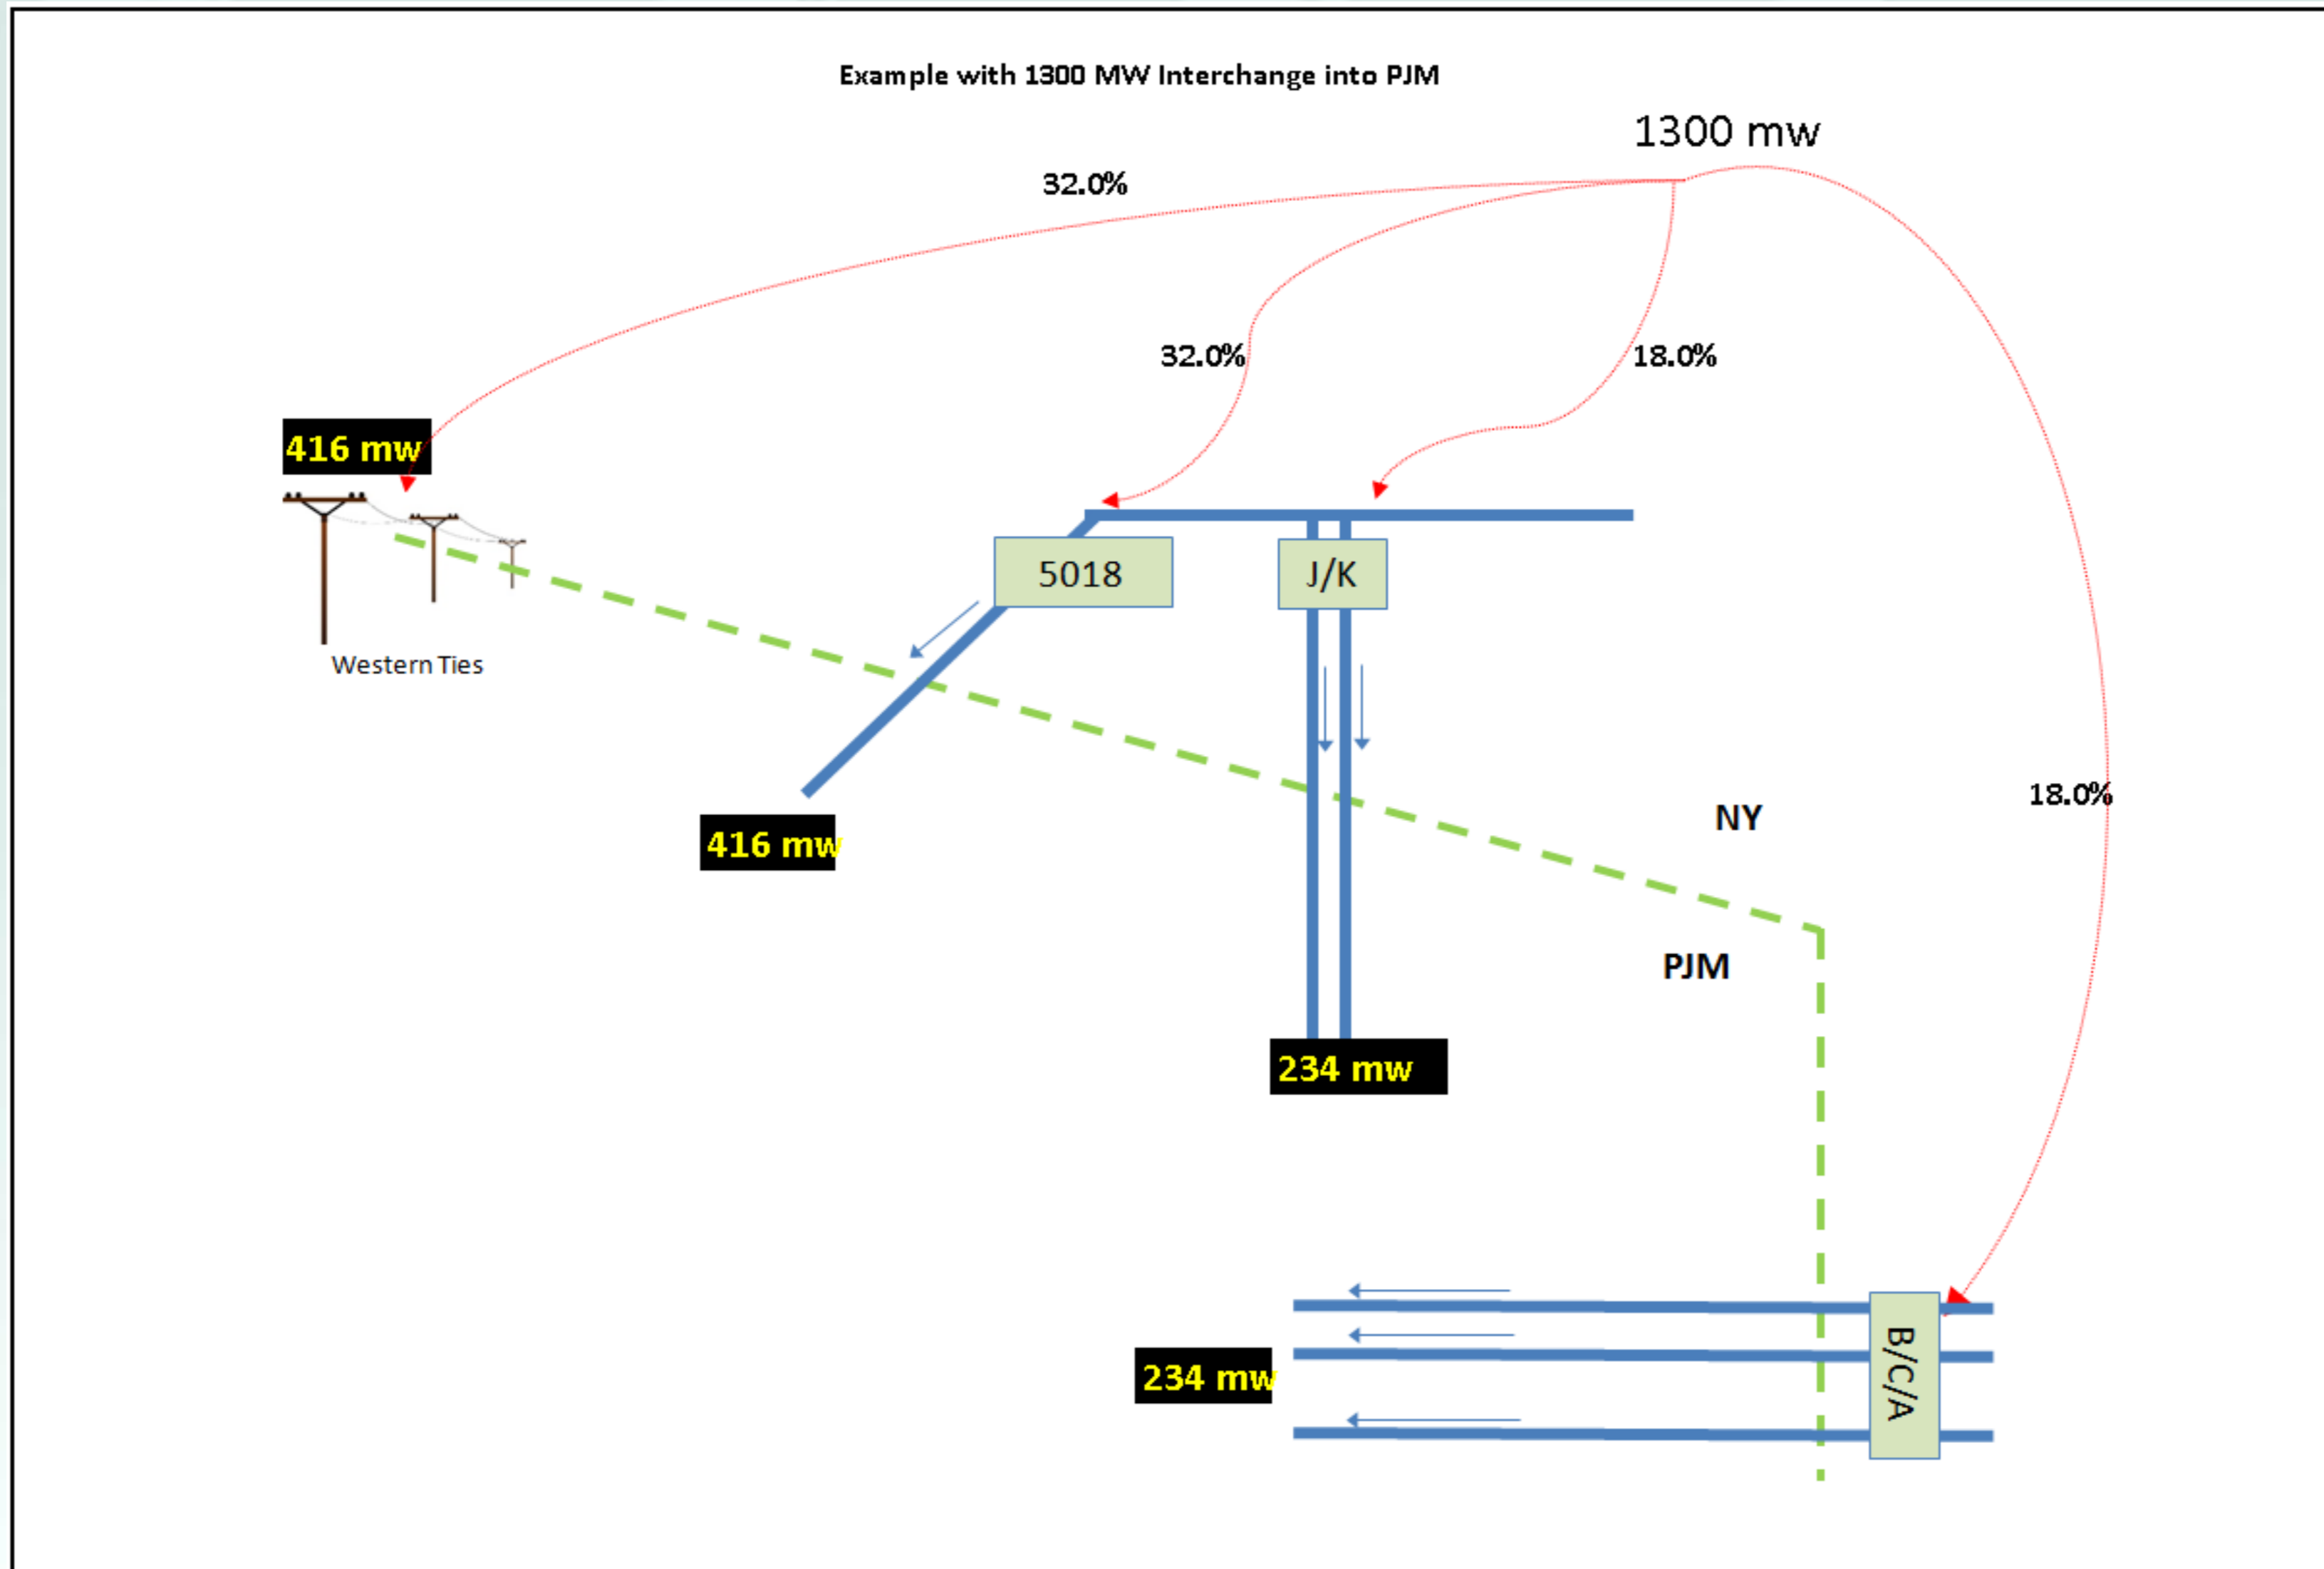 Example with 1300 MW Interchange into PJM
1300 mw
32.0%
32.0%
18.0%
416 mw
5018
J/K
Western Ties
18.0%
NY
416 mw
PJM
234 mw
B/C/A
234 mw